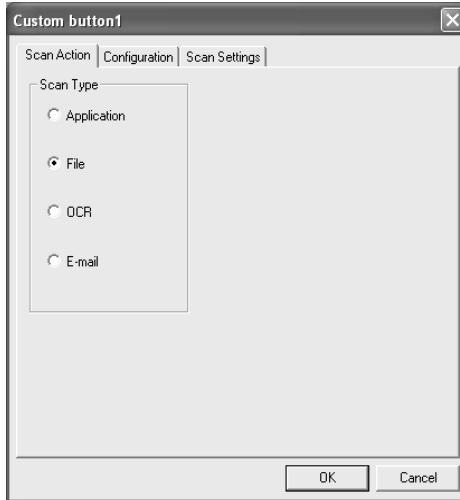 Custom button1
Scan Action Configuration Scan Settings
Scan Type
Application
File
OCR
E-mail
OK Cancel